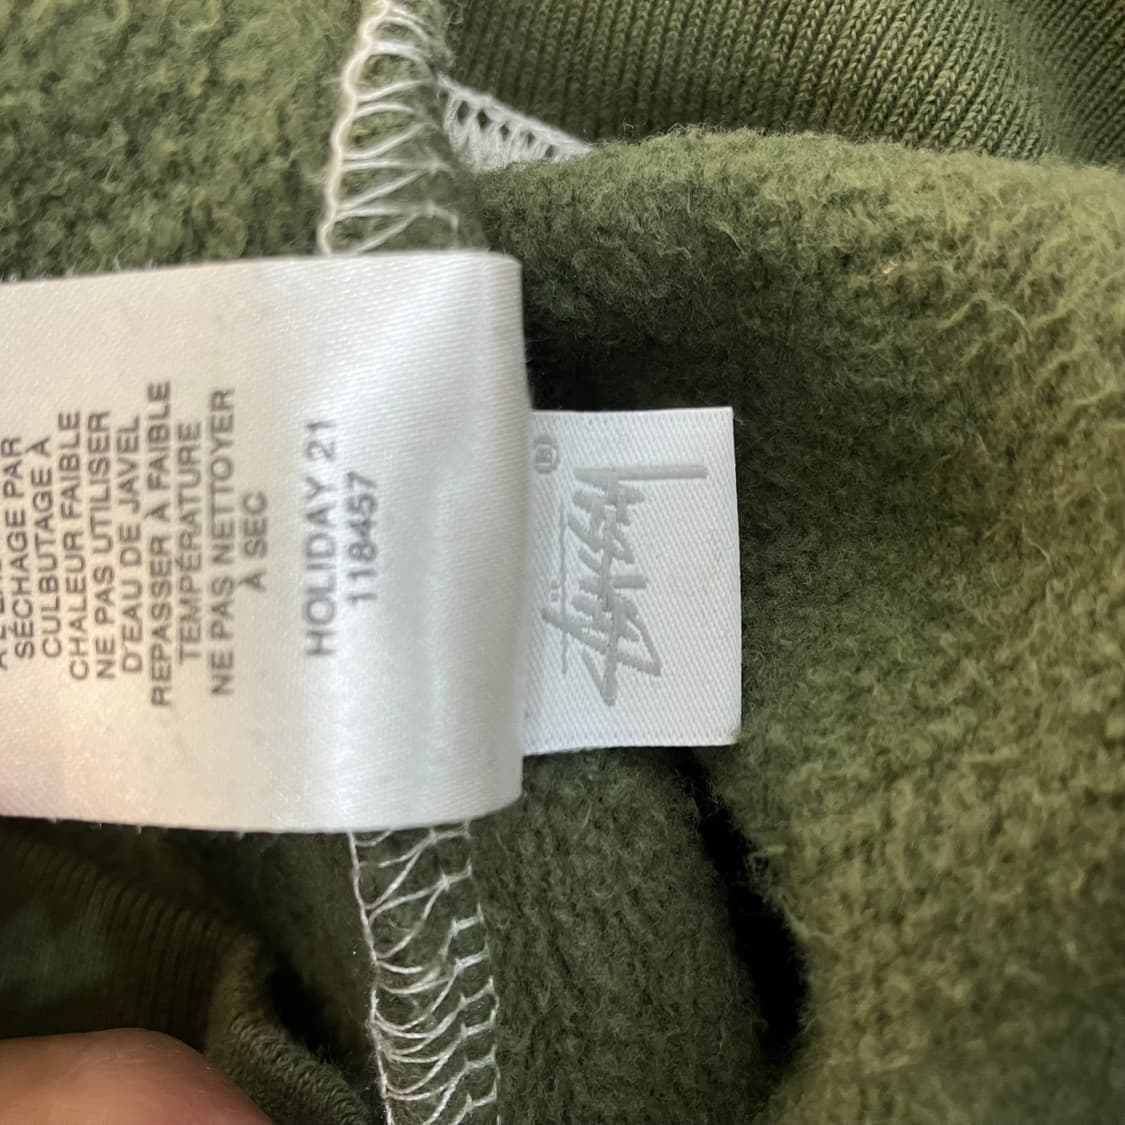 SÉCHAGE PAR
CULBUTAGE À
CHALEUR FAIBLE
NE PAS UTILISER
D'EAU DE JAVEL
REPASSER À FAIBLE
TEMPÉRATURE
NE PAS NETTOYER
À SEC
HOLIDAY 21
118457
Stüssy ®